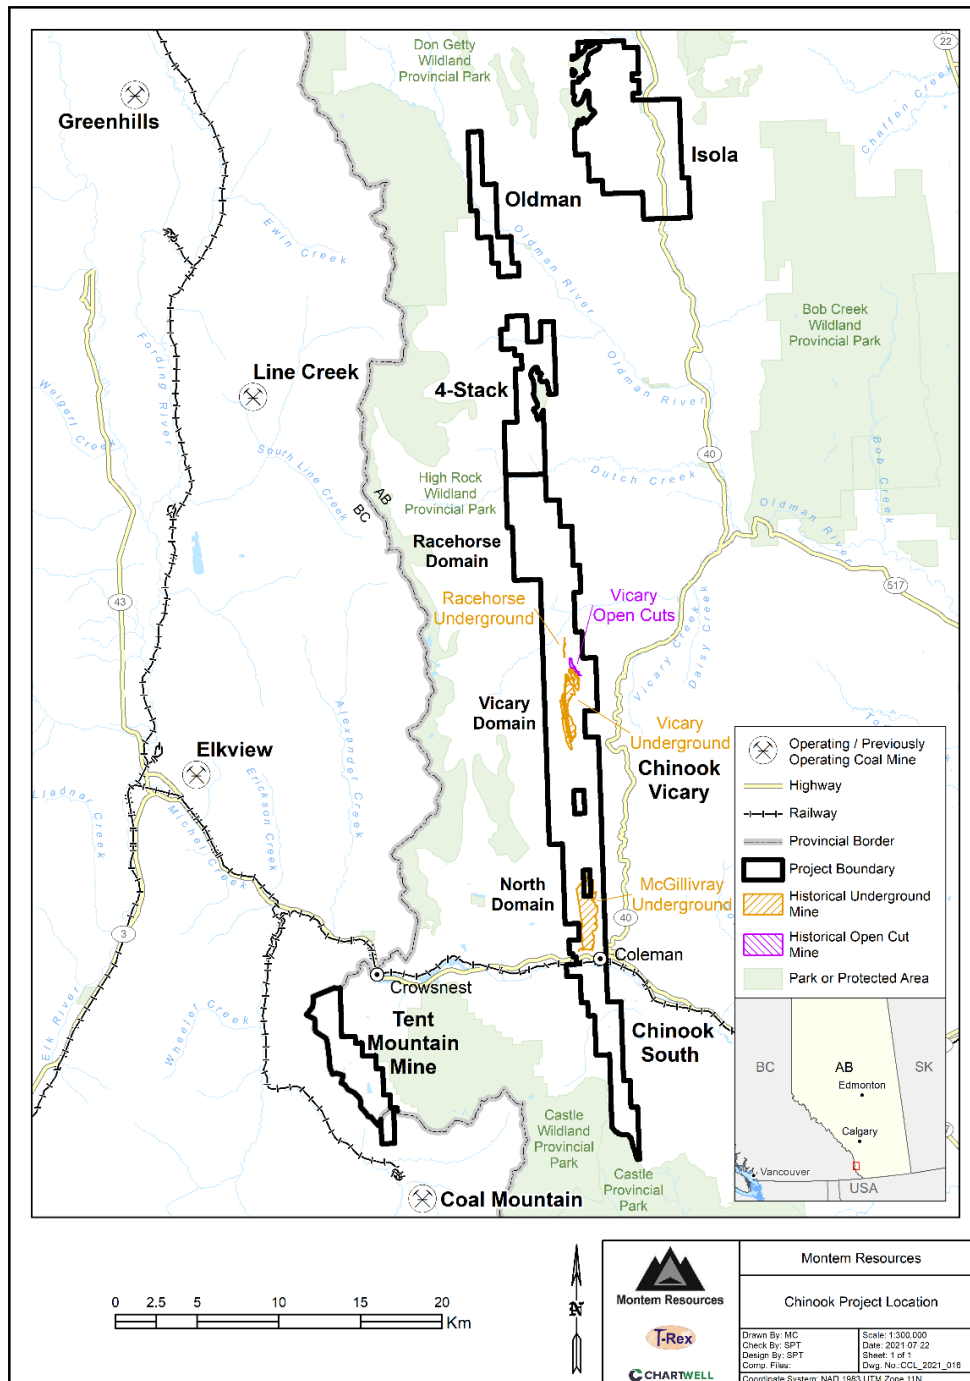 Don Getty
Wildland
Provincial Park
22
Greenhills
Chaffen Creek
Isola
Oldman
Ewin Creek
Oldman River
Bob Creek
Wildland
Provincial Park
Fording River
Line Creek
Oldman River
4-Stack
Weigert Creek
40
Bob Creek
South Line Creek
High Rock
Wildland
Provincial Park
AB
BC
Dutch Creek
Oldman River
Racehorse
Domain
517
43
Racehorse
Underground
Vicary
Open Cuts
Vicary Creek
Daisy Creek
Vicary
Domain
Alexander Creek
Vicary
Underground
Elkview
Chinook
Vicary
Lladnar Creek
Erickson Creek
Michel Creek
North
Domain
McGillivray
Underground
40
3
Coleman
Crowsnest
Elk River
Wheeler Creek
Tent
Mountain
Mine
Chinook
South
Castle
Wildland
Provincial
Park
Castle
Provincial
Park
Coal Mountain
Operating / Previously
Operating Coal Mine
Highway
Railway
Provincial Border
Project Boundary
Historical Underground
Mine
Historical Open Cut
Mine
Park or Protected Area
BC
AB
SK
Edmonton
Calgary
Vancouver
USA
0 2.5 5 10 15 20
Km
N
Montem Resources
T-Rex
CHARTWELL
Montem Resources
Chinook Project Location
Drawn By: MC
Check By: SPT
Design By: SPT
Comp. Files:
Scale: 1:300,000
Date: 2021-07-22
Sheet: 1 of 1
Dwg. No.:CCL_2021_016
Coordinate System: NAD 1983 UTM Zone 11N